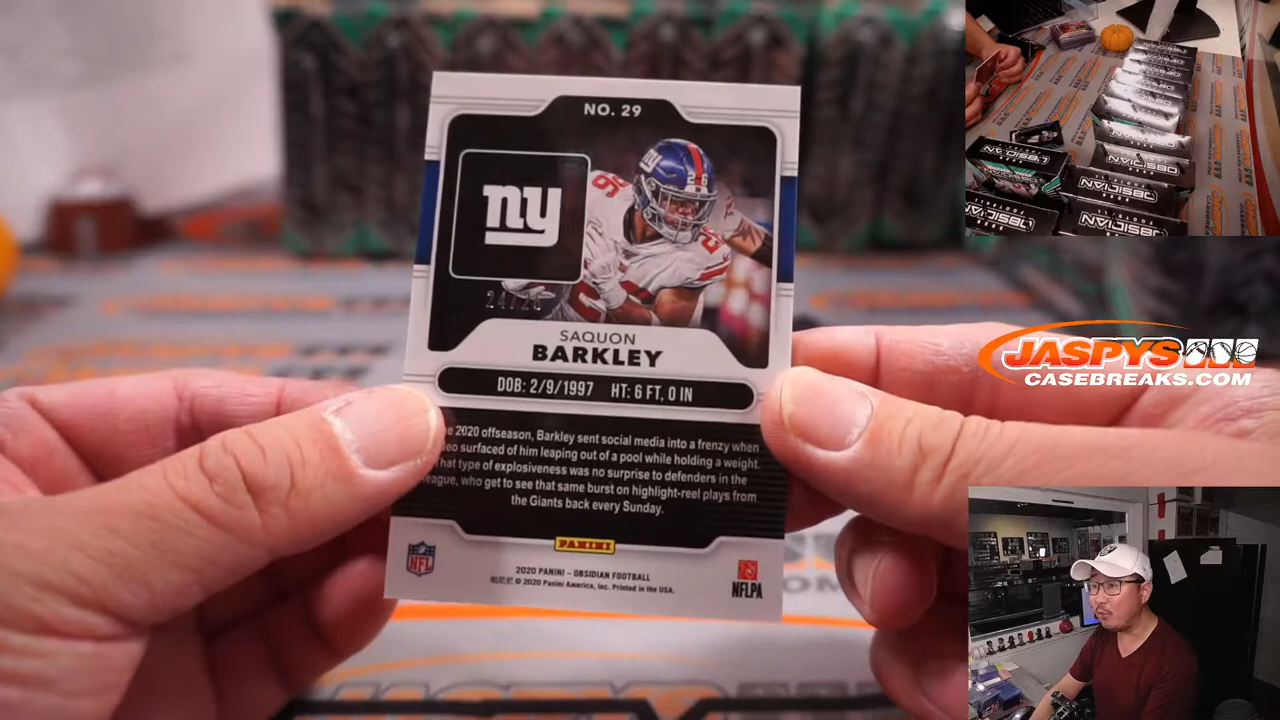 NO. 29
ny
SAQUON
BARKLEY
DOB: 2/9/1997 HT: 6 FT, 0 IN
2020 offseason, Barkley sent social media into a frenzy when
surfaced of him leaping out of a pool while holding a weight.
That type of explosiveness was no surprise to defenders in the
league, who get to see that same burst on highlight-reel plays from
the Giants back every Sunday.
PANINI
2020 PANINI – OBSIDIAN FOOTBALL
© 2020 Panini America, Inc. Printed in the USA.
NFL
NFLPA
JASPYS
CASEBREAKS.COM
OBSIDIAN
OBSIDIAN
OBSIDIAN
OBSIDIAN